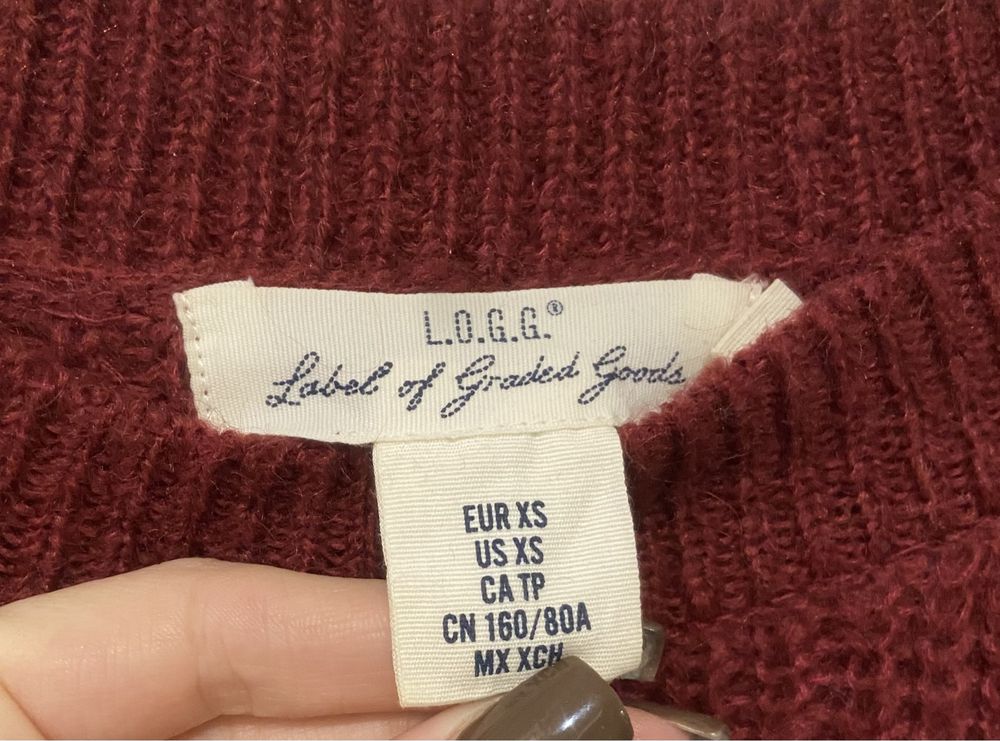 L.O.G.G.®
Label of Graded Goods
EUR XS
US XS
CA TP
CN 160/80A
MX XCH